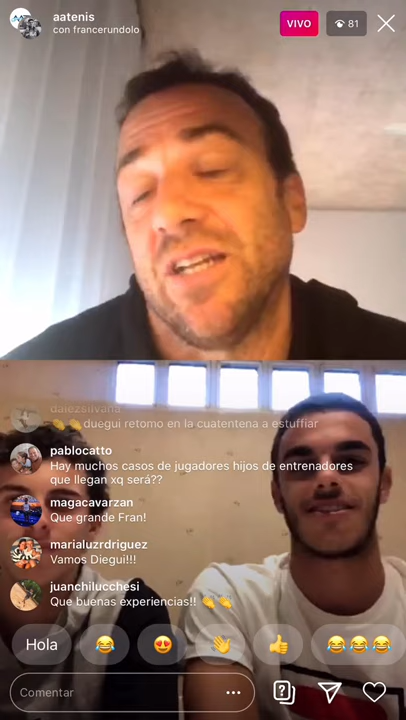 aatenis
con francerundolo
VIVO
81
dalezsilvana
👏👏duegui retomo en la cuatentena a estuffiar
pablocatto
Hay muchos casos de jugadores hijos de entrenadores
que llegan xq será??
magacavarzan
Que grande Fran!
marialuzrdriguez
Vamos Diegui!!!
juanchilucchesi
Que buenas experiencias!! 👏👏
Hola
😂 😍 👋 👍 😂😂😂
Comentar